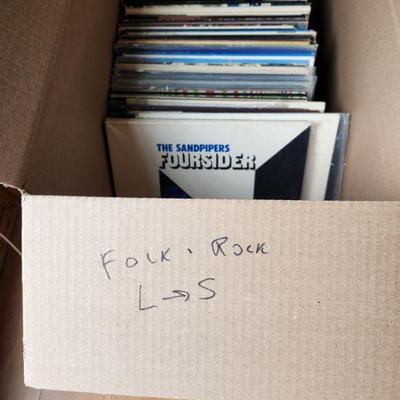 THE SANDPIPERS
FOURSIDER
FOLK . ROCK
L → S